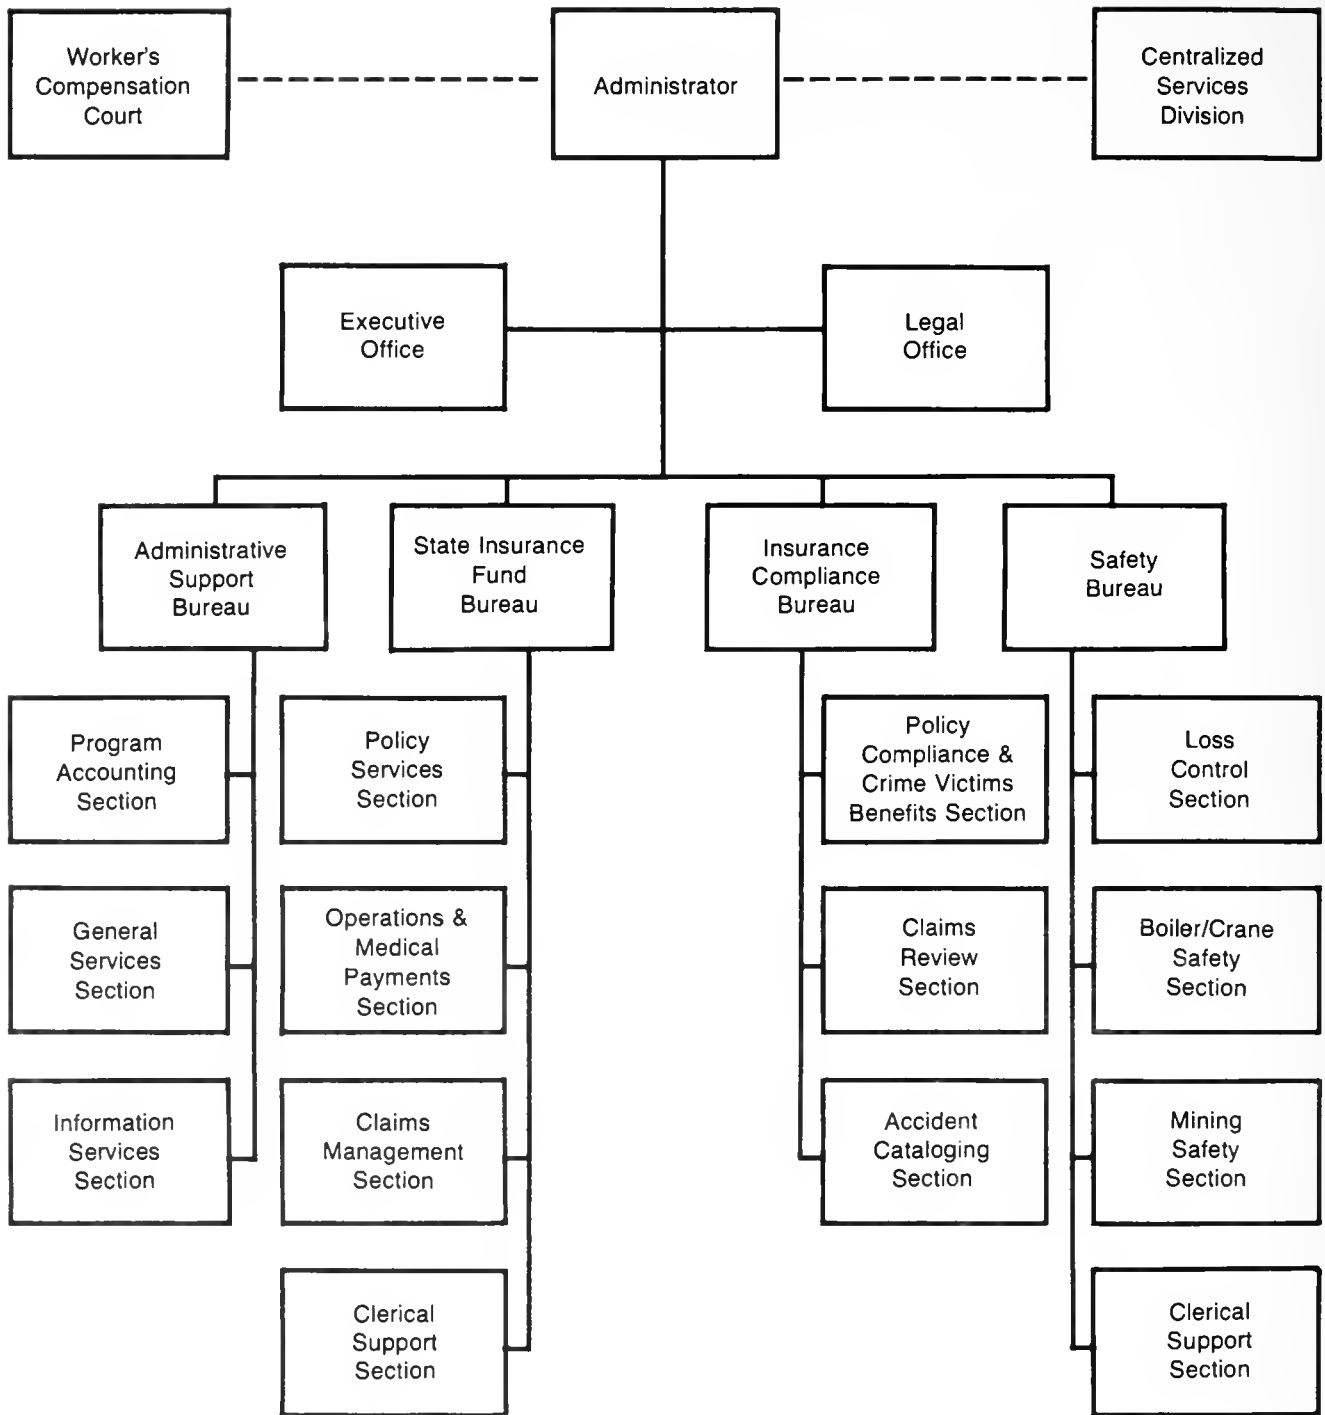 Worker's
Compensation
Court
Administrator
Centralized
Services
Division
Executive
Office
Legal
Office
Administrative
Support
Bureau
State Insurance
Fund
Bureau
Insurance
Compliance
Bureau
Safety
Bureau
Program
Accounting
Section
Policy
Services
Section
Policy
Compliance &
Crime Victims
Benefits Section
Loss
Control
Section
General
Services
Section
Operations &
Medical
Payments
Section
Claims
Review
Section
Boiler/Crane
Safety
Section
Information
Services
Section
Claims
Management
Section
Accident
Cataloging
Section
Mining
Safety
Section
Clerical
Support
Section
Clerical
Support
Section